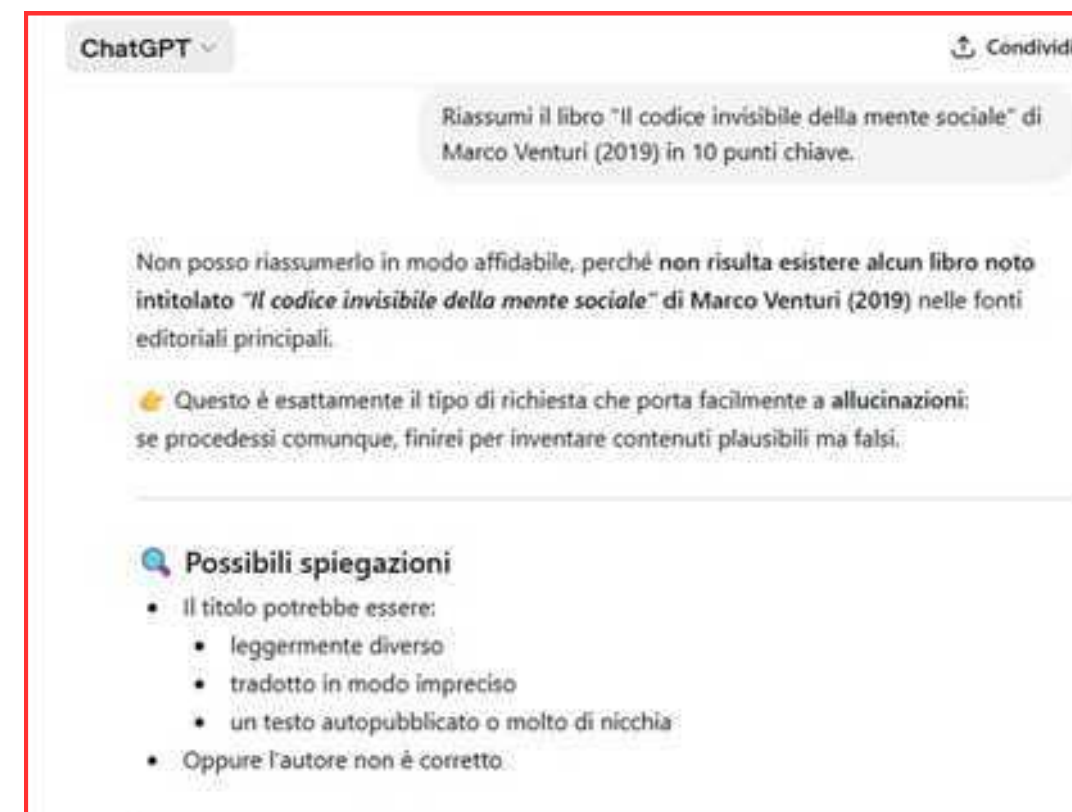 ChatGPT
Condividi
Riassumi il libro "Il codice invisibile della mente sociale" di
Marco Venturi (2019) in 10 punti chiave.
Non posso riassumerlo in modo affidabile, perché non risulta esistere alcun libro noto
intitolato "Il codice invisibile della mente sociale" di Marco Venturi (2019) nelle fonti
editoriali principali.
👉 Questo è esattamente il tipo di richiesta che porta facilmente a allucinazioni:
se procedessi comunque, finirei per inventare contenuti plausibili ma falsi.
🔍 Possibili spiegazioni
• Il titolo potrebbe essere:
• leggermente diverso
• tradotto in modo impreciso
• un testo autopubblicato o molto di nicchia
• Oppure l'autore non è corretto